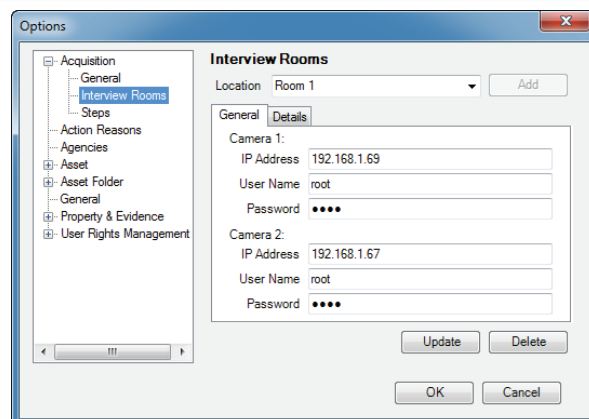 Options
Acquisition
General
Interview Rooms
Steps
Action Reasons
Agencies
Asset
Asset Folder
General
Property & Evidence
User Rights Management
Interview Rooms
Location Room 1 Add
General Details
Camera 1:
IP Address 192.168.1.69
User Name root
Password ●●●●
Camera 2:
IP Address 192.168.1.67
User Name root
Password ●●●●
Update Delete
OK Cancel